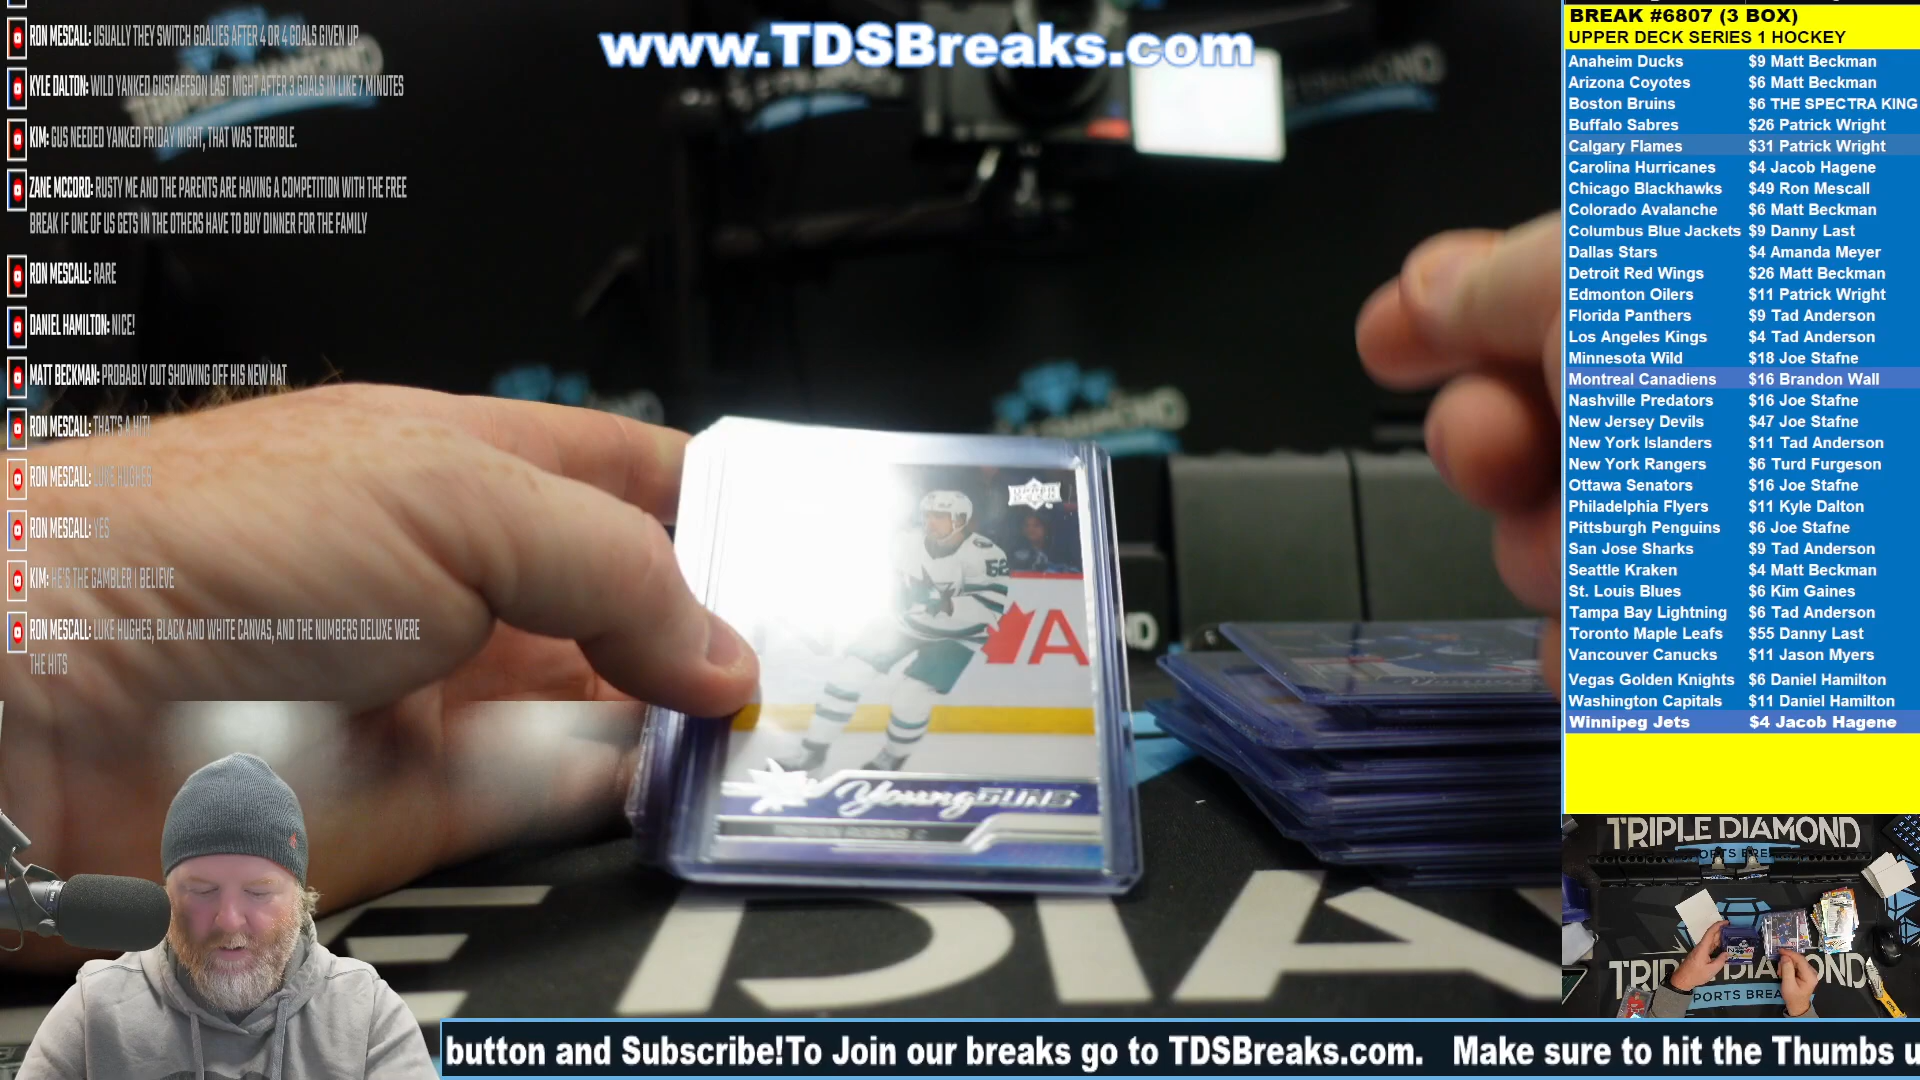 RON MESCALL: USUALLY THEY SWITCH GOALIES AFTER 4 OR 4 GOALS GIVEN UP
KYLE DALTON: WILD YANKED GUSTAFFSON LAST NIGHT AFTER 3 GOALS IN LIKE 7 MINUTES
KIM: GUS NEEDED YANKED FRIDAY NIGHT, THAT WAS TERRIBLE.
ZANE MCCORD: RUSTY ME AND THE PARENTS ARE HAVING A COMPETITION WITH THE FREE
BREAK IF ONE OF US GETS IN THE OTHERS HAVE TO BUY DINNER FOR THE FAMILY
RON MESCALL: RARE
DANIEL HAMILTON: NICE!
MATT BECKMAN: PROBABLY OUT SHOWING OFF HIS NEW HAT
RON MESCALL: THAT'S A HIT!
RON MESCALL: LUKE HUGHES
RON MESCALL: YES
KIM: HE'S THE GAMBLER I BELIEVE
RON MESCALL: LUKE HUGHES, BLACK AND WHITE CANVAS, AND THE NUMBERS DELUXE WERE
THE HITS
www.TDSBreaks.com
UPPER DECK
52
A
Young GUNS
BREAK #6807 (3 BOX)
UPPER DECK SERIES 1 HOCKEY
Anaheim Ducks $9 Matt Beckman
Arizona Coyotes $6 Matt Beckman
Boston Bruins $6 THE SPECTRA KING
Buffalo Sabres $26 Patrick Wright
Calgary Flames $31 Patrick Wright
Carolina Hurricanes $4 Jacob Hagene
Chicago Blackhawks $49 Ron Mescall
Colorado Avalanche $6 Matt Beckman
Columbus Blue Jackets $9 Danny Last
Dallas Stars $4 Amanda Meyer
Detroit Red Wings $26 Matt Beckman
Edmonton Oilers $11 Patrick Wright
Florida Panthers $9 Tad Anderson
Los Angeles Kings $4 Tad Anderson
Minnesota Wild $18 Joe Stafne
Montreal Canadiens $16 Brandon Wall
Nashville Predators $16 Joe Stafne
New Jersey Devils $47 Joe Stafne
New York Islanders $11 Tad Anderson
New York Rangers $6 Turd Furgeson
Ottawa Senators $16 Joe Stafne
Philadelphia Flyers $11 Kyle Dalton
Pittsburgh Penguins $6 Joe Stafne
San Jose Sharks $9 Tad Anderson
Seattle Kraken $4 Matt Beckman
St. Louis Blues $6 Kim Gaines
Tampa Bay Lightning $6 Tad Anderson
Toronto Maple Leafs $55 Danny Last
Vancouver Canucks $11 Jason Myers
Vegas Golden Knights $6 Daniel Hamilton
Washington Capitals $11 Daniel Hamilton
Winnipeg Jets $4 Jacob Hagene
TRIPLE DIAMOND
SPORTS BREAKS
TRIPLE DIAMOND
SPORTS BREAKS
E DIA
button and Subscribe!To Join our breaks go to TDSBreaks.com. Make sure to hit the Thumbs u